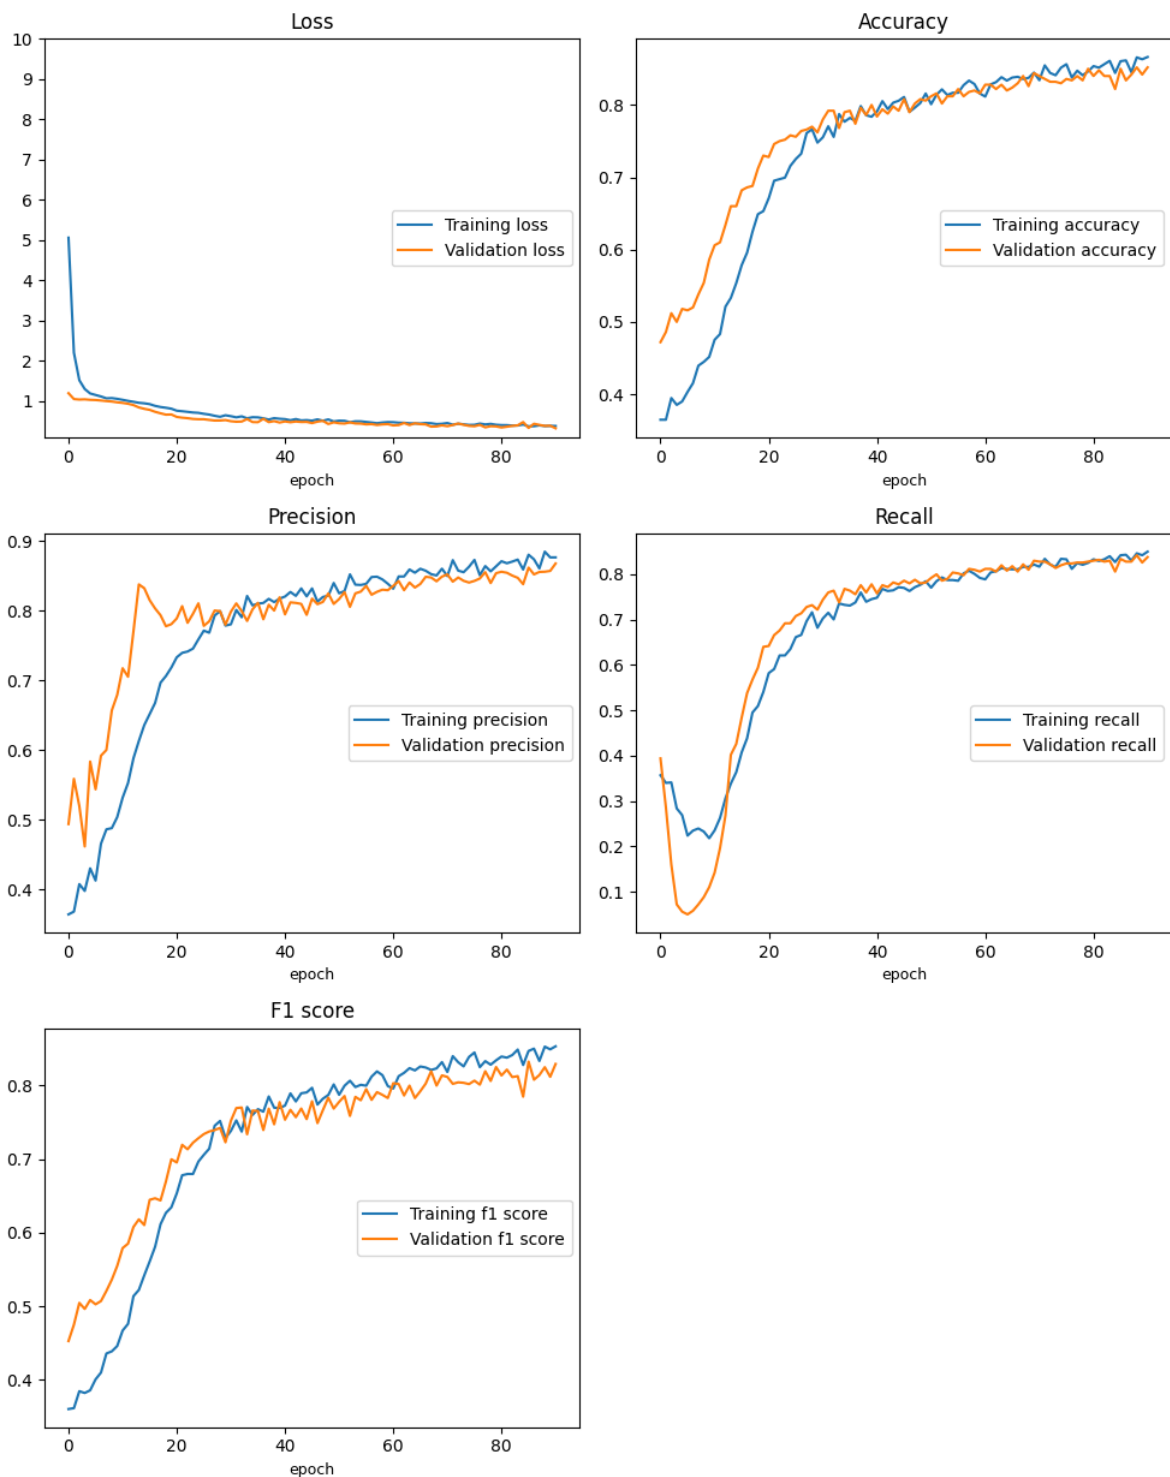 Loss
10
9
8
7
6
5
4
3
2
1
Training loss
Validation loss
0 20 40 60 80
epoch
Accuracy
0.8
0.7
0.6
0.5
0.4
Training accuracy
Validation accuracy
0 20 40 60 80
epoch
Precision
0.9
0.8
0.7
0.6
0.5
0.4
Training precision
Validation precision
0 20 40 60 80
epoch
Recall
0.8
0.7
0.6
0.5
0.4
0.3
0.2
0.1
Training recall
Validation recall
0 20 40 60 80
epoch
F1 score
0.8
0.7
0.6
0.5
0.4
Training f1 score
Validation f1 score
0 20 40 60 80
epoch